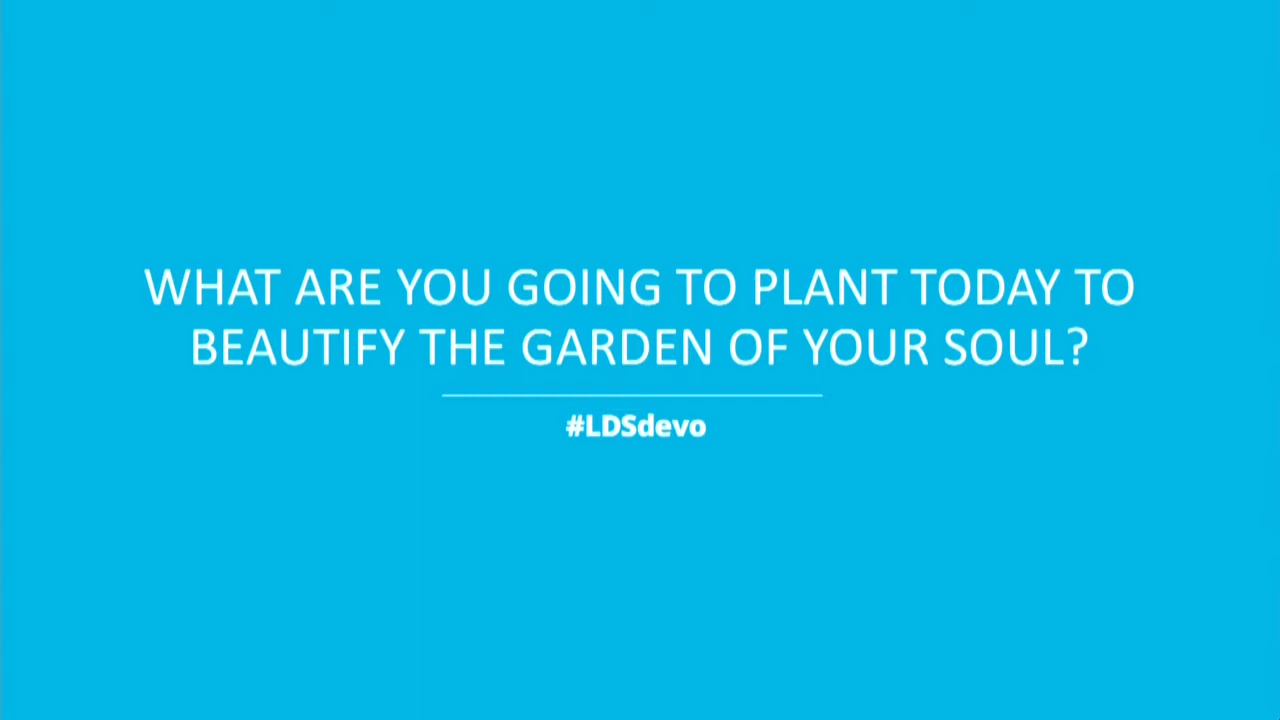 WHAT ARE YOU GOING TO PLANT TODAY TO
BEAUTIFY THE GARDEN OF YOUR SOUL?
#LDSdevo